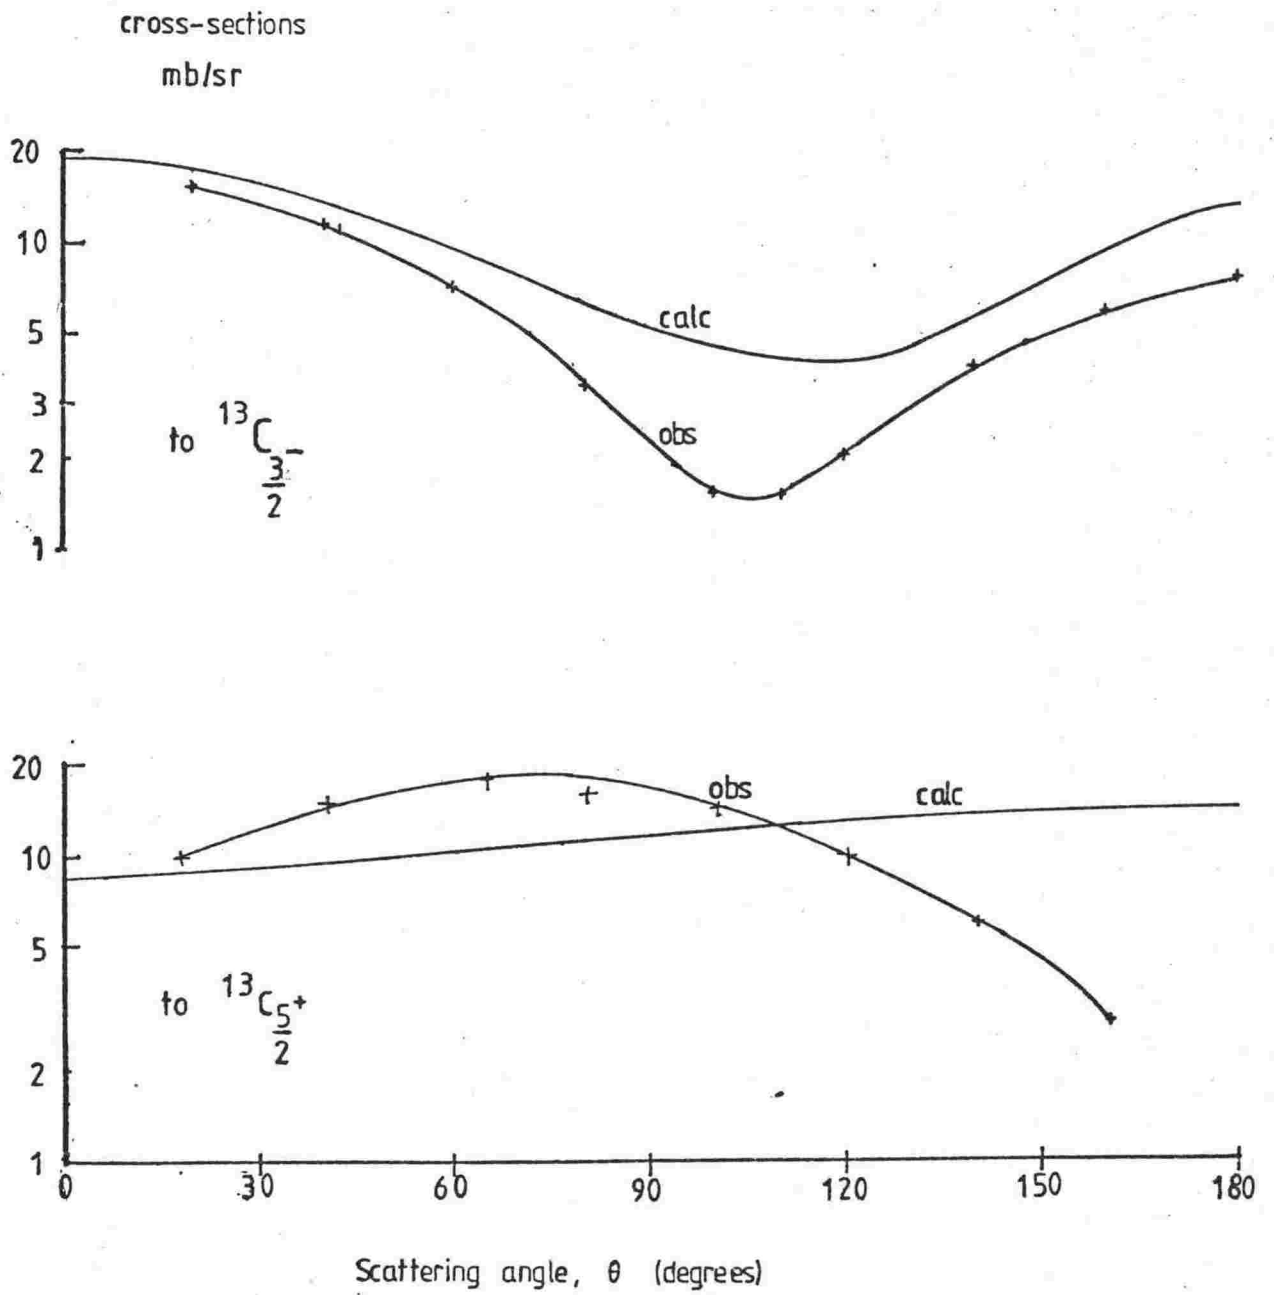 cross-sections
mb/sr
20
10
5
3
2
1
calc
obs
to 13C 3/2-
20
10
5
2
1
obs
calc
to 13C 5/2+
0 30 60 90 120 150 180
Scattering angle, θ (degrees)